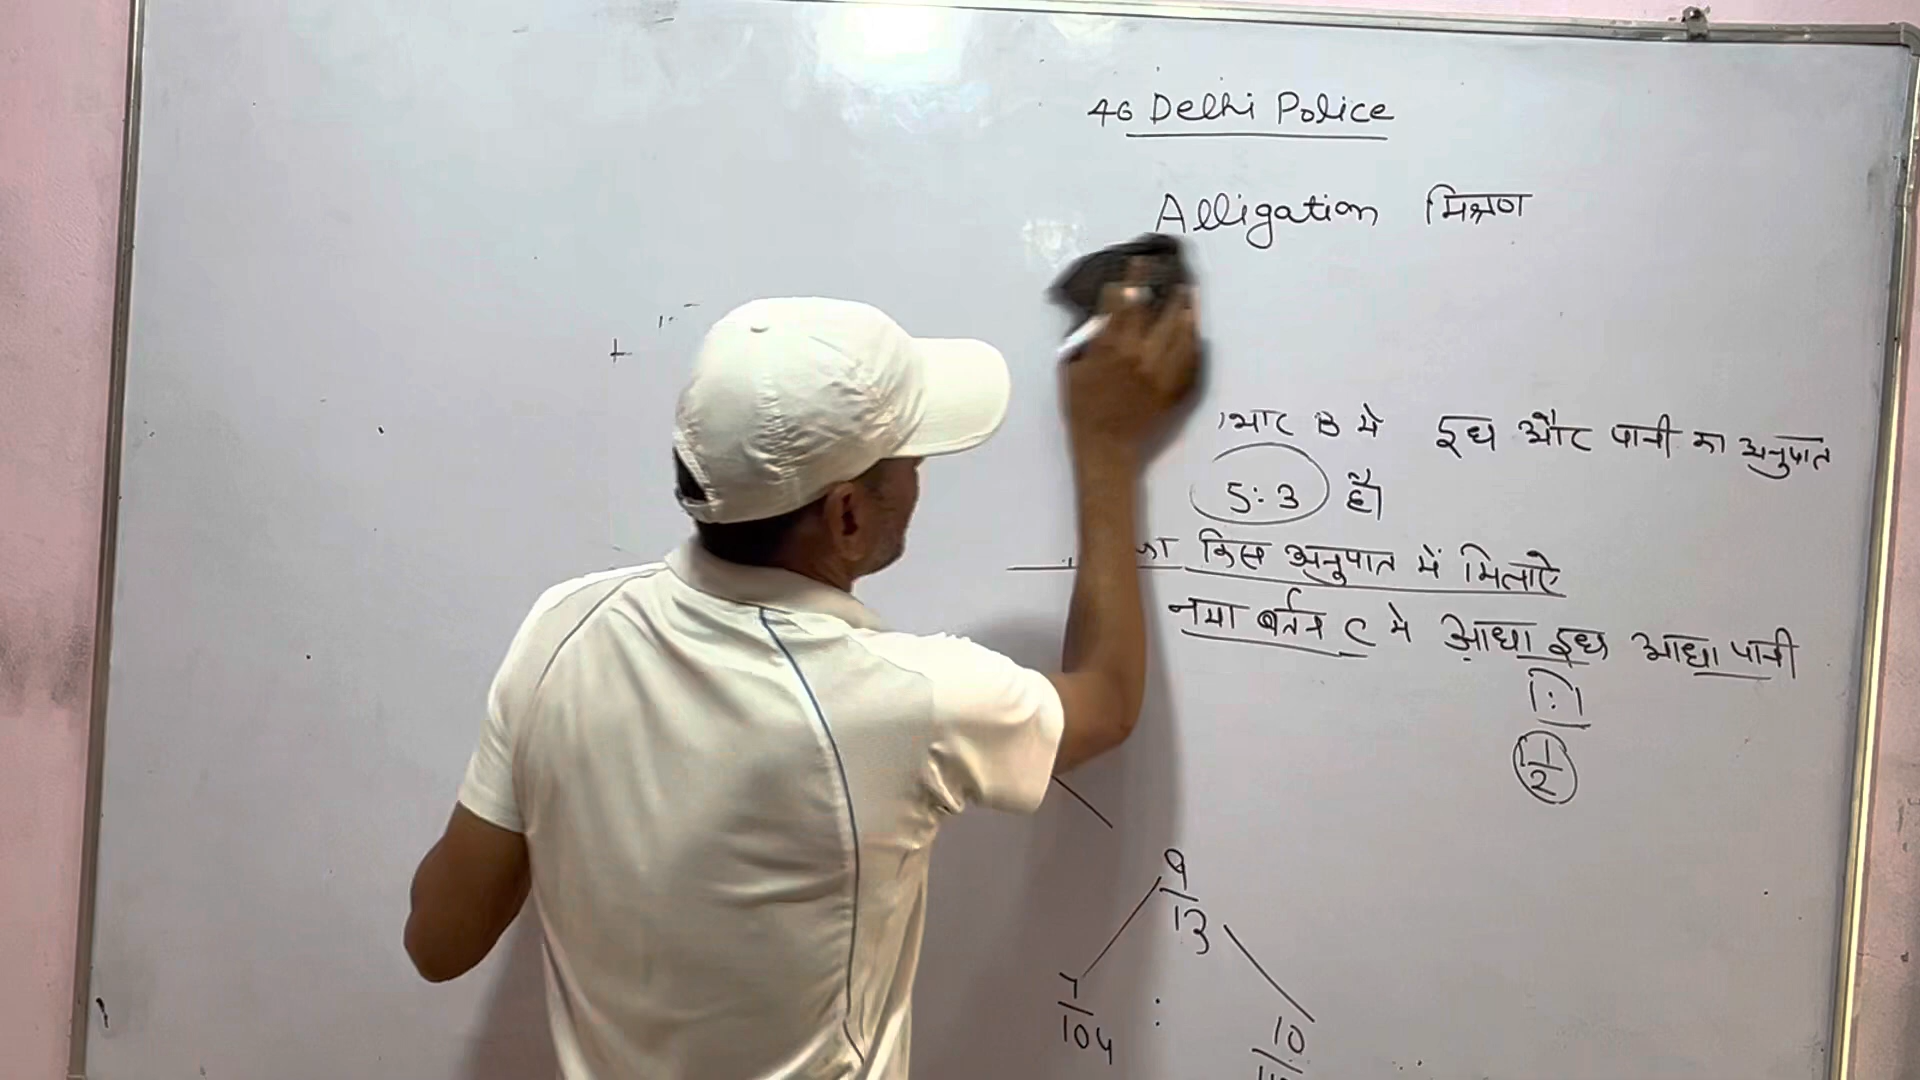 46 Delhi Police
Alligation मिश्रण
B मे दूध और पानी का अनुपात
5:3 है।
का किस अनुपात में मिलाऐ
नया बर्तन C मे आधा दूध आधा पानी
1:1
1/2
9/13
7/104 : 10